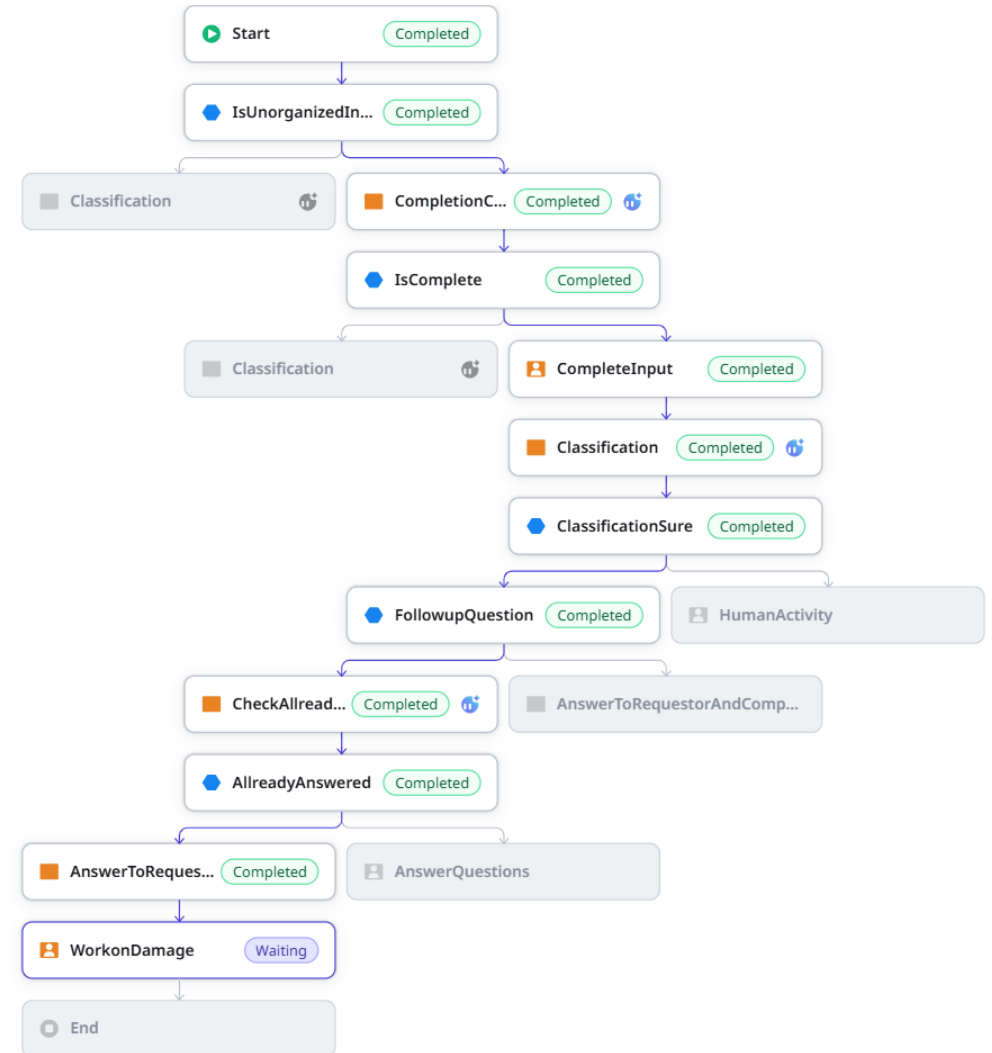 Start Completed
IsUnorganizedIn... Completed
Classification
CompletionC... Completed
IsComplete Completed
Classification
CompleteInput Completed
Classification Completed
ClassificationSure Completed
FollowupQuestion Completed
HumanActivity
CheckAllread... Completed
AnswerToRequestorAndComp...
AllreadyAnswered Completed
AnswerToReques... Completed
AnswerQuestions
WorkonDamage Waiting
End